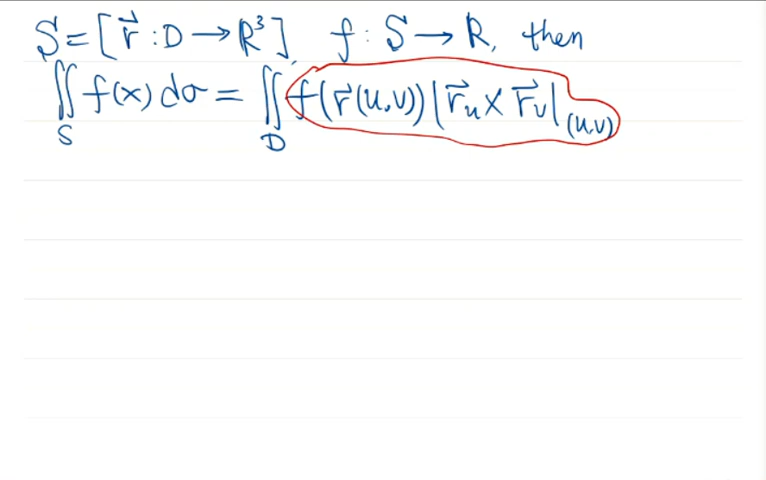 S = [r⃗ : D → R³], f : S → R, then
∬_S f(x) dσ = ∬_D f(r⃗(u,v)) |r⃗_u × r⃗_v|_(u,v)